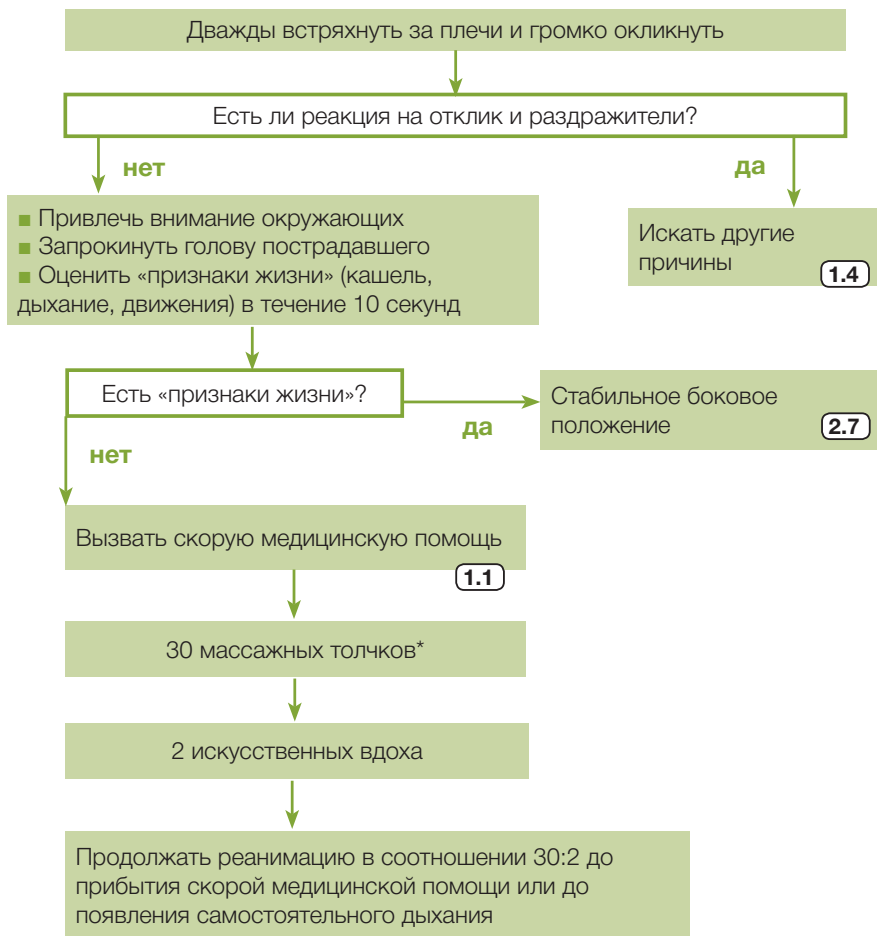 Дважды встряхнуть за плечи и громко окликнуть
Есть ли реакция на отклик и раздражители?
нет
да
■ Привлечь внимание окружающих
■ Запрокинуть голову пострадавшего
■ Оценить «признаки жизни» (кашель,
дыхание, движения) в течение 10 секунд
Искать другие
причины
1.4
Есть «признаки жизни»?
да
Стабильное боковое
положение
2.7
нет
Вызвать скорую медицинскую помощь
1.1
30 массажных толчков*
2 искусственных вдоха
Продолжать реанимацию в соотношении 30:2 до
прибытия скорой медицинской помощи или до
появления самостоятельного дыхания